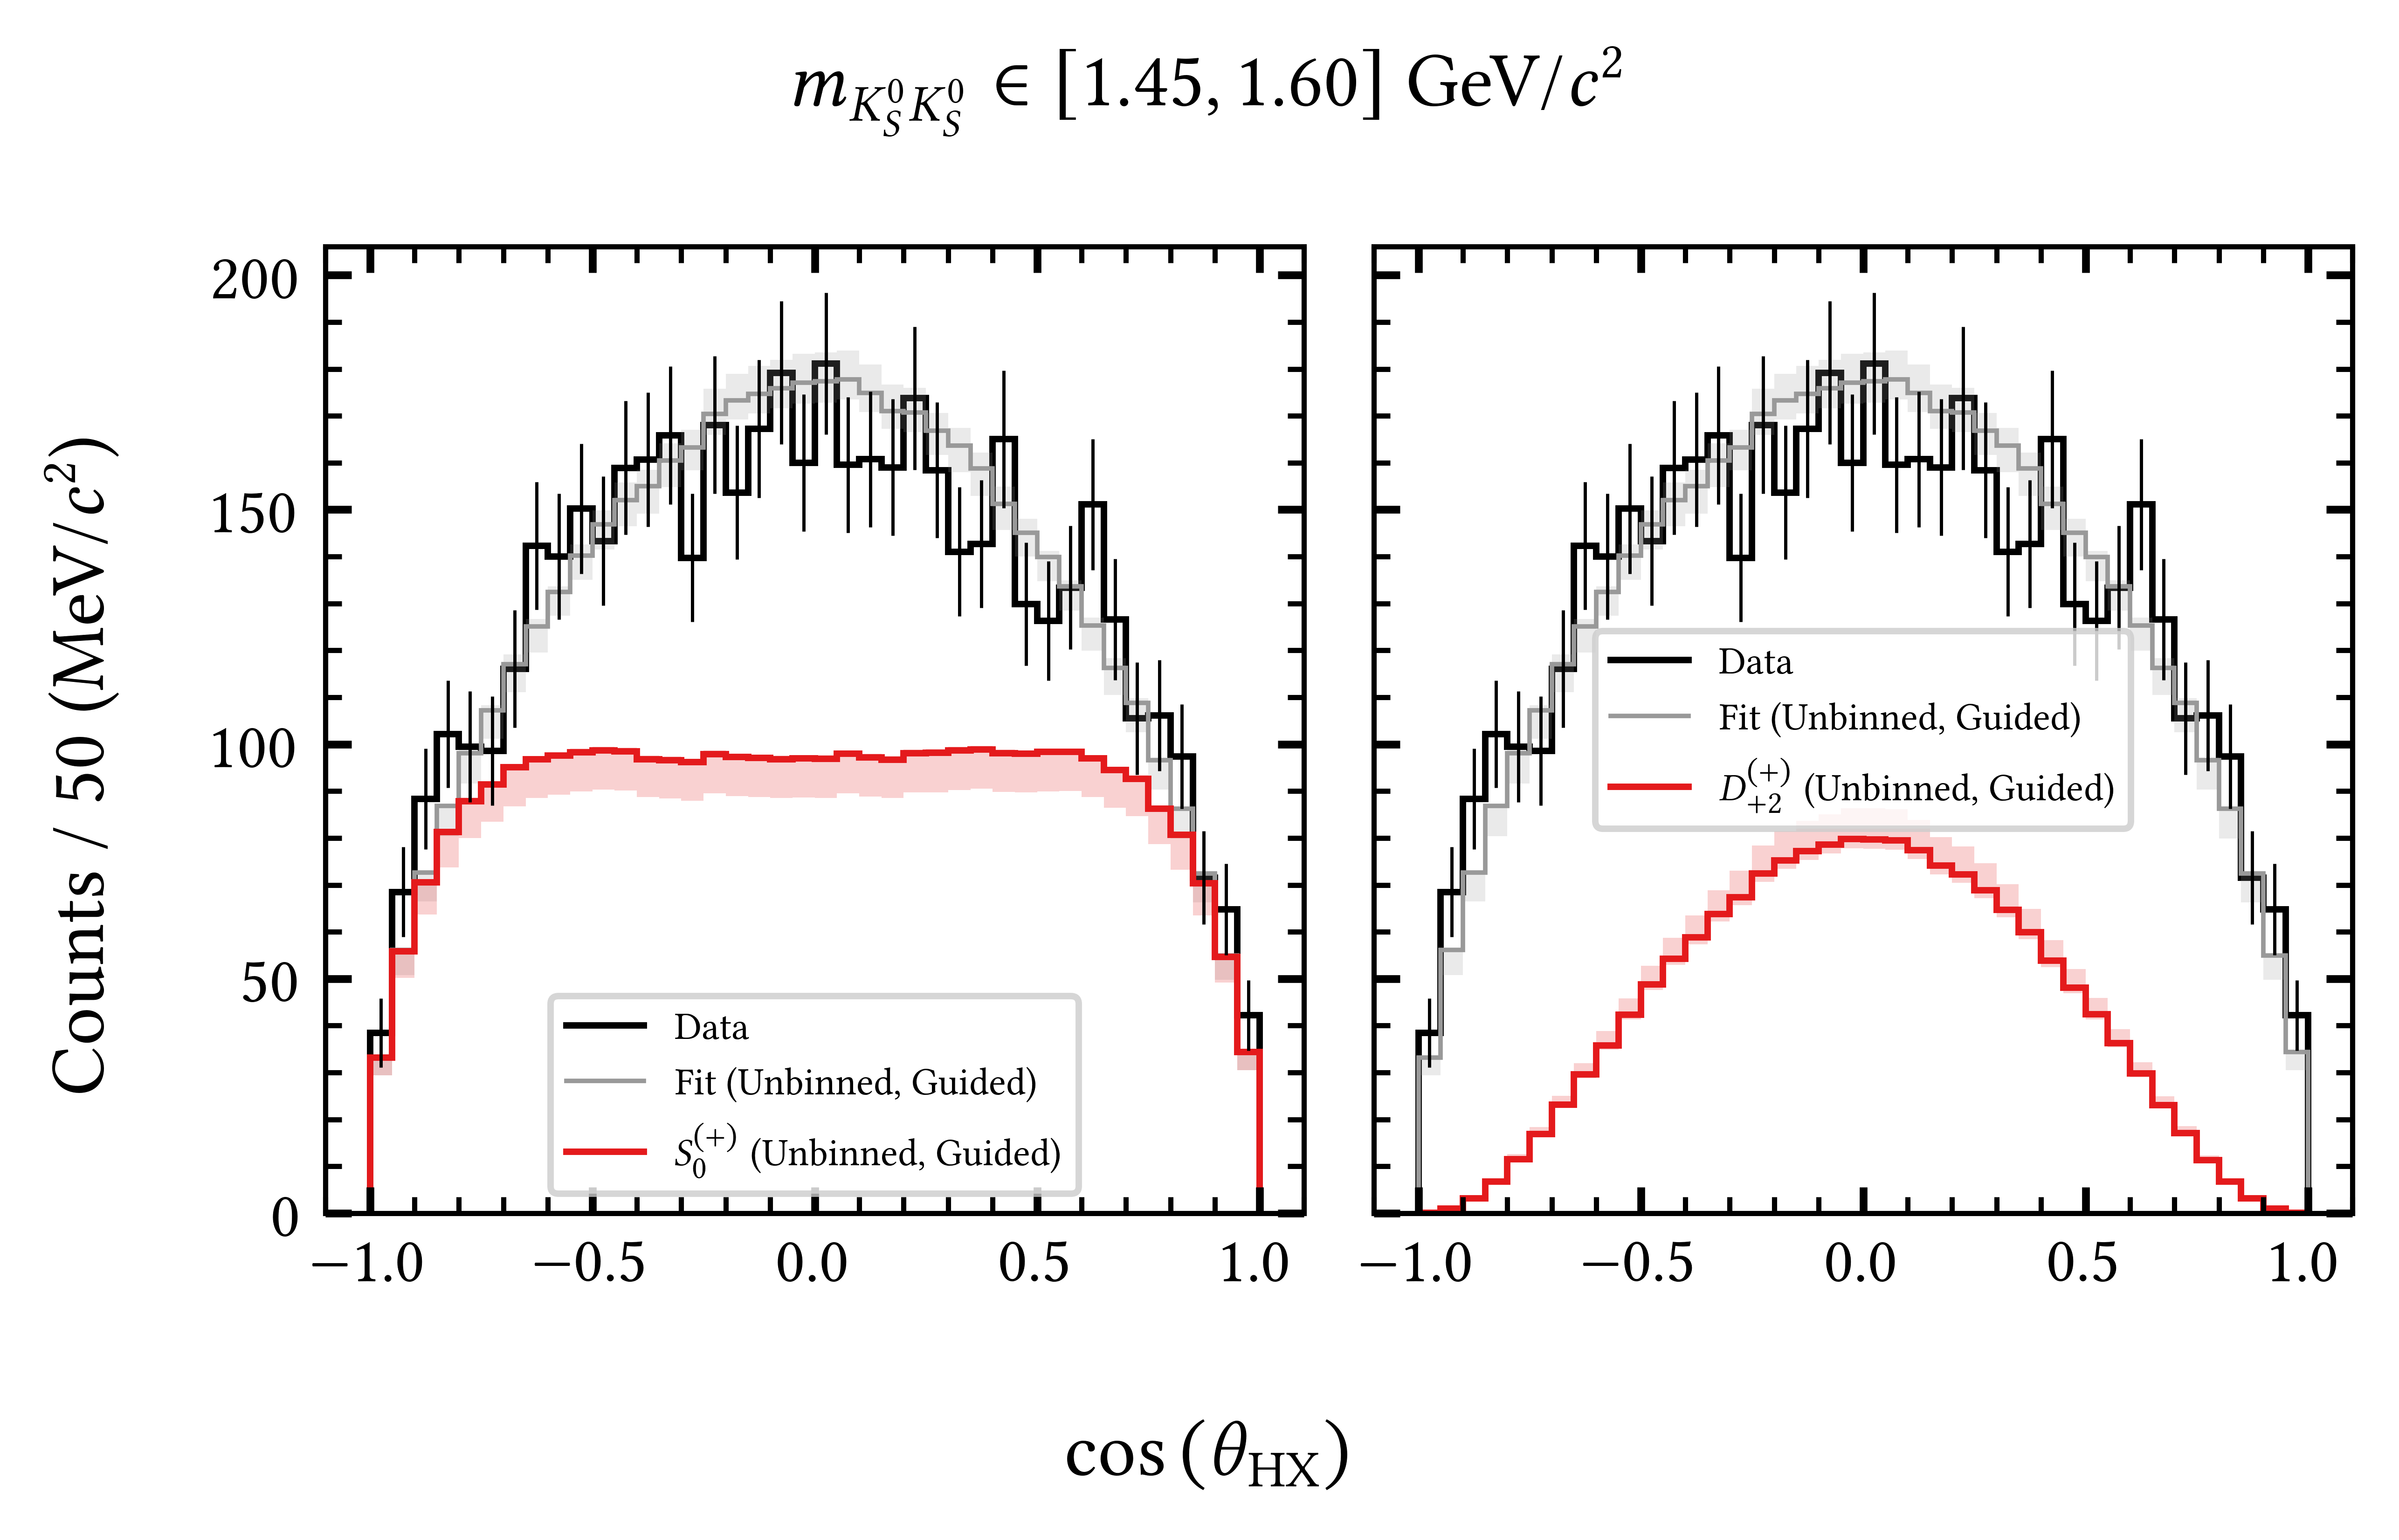 m_{K_S^0 K_S^0} ∈ [1.45, 1.60] GeV/c²
Counts / 50 (MeV/c²)
200
150
100
50
0
Data
Fit (Unbinned, Guided)
S_0^{(+)} (Unbinned, Guided)
−1.0 −0.5 0.0 0.5 1.0
Data
Fit (Unbinned, Guided)
D_{+2}^{(+)} (Unbinned, Guided)
−1.0 −0.5 0.0 0.5 1.0
cos (θ_{HX})